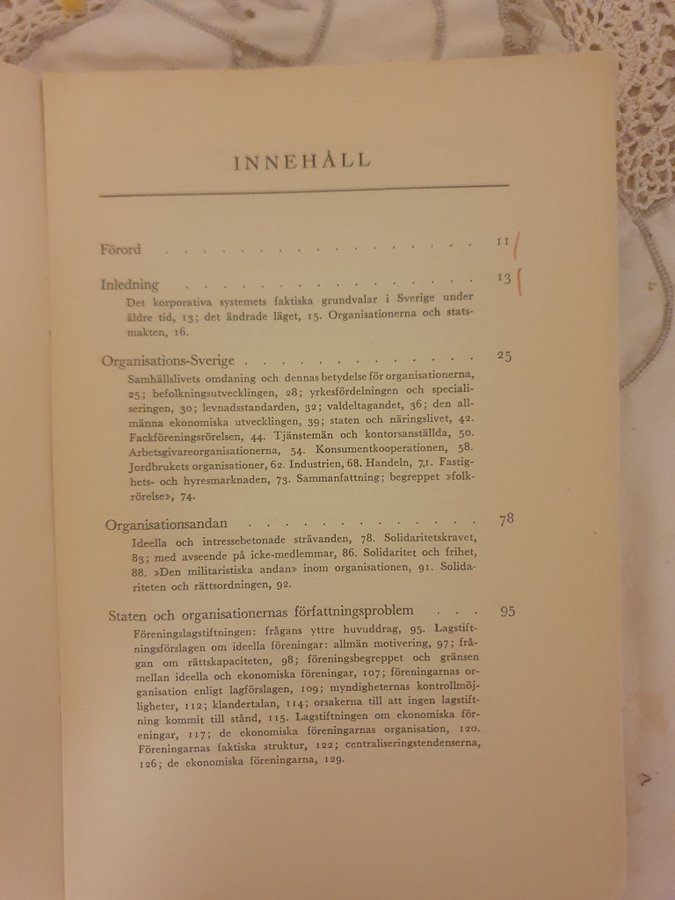 INNEHÅLL
Förord . . . . . . . . . . . . . . . . . 11
Inledning . . . . . . . . . . . . . . . . 13
Det korporativa systemets faktiska grundvalar i Sverige under
äldre tid, 13; det ändrade läget, 15. Organisationerna och stats-
makten, 16.
Organisations-Sverige . . . . . . . . . . . . . 25
Samhällslivets omdaning och dennas betydelse för organisationerna,
25; befolkningsutvecklingen, 28; yrkesfördelningen och speciali-
seringen, 30; levnadsstandarden, 32; valdeltagandet, 36; den all-
männa ekonomiska utvecklingen, 39; staten och näringslivet, 42.
Fackföreningsrörelsen, 44. Tjänstemän och kontorsanställda, 50.
Arbetsgivareorganisationerna, 54. Konsumentkooperationen, 58.
Jordbrukets organisationer, 62. Industrien, 68. Handeln, 71. Fastig-
hets- och hyresmarknaden, 73. Sammanfattning; begreppet »folk-
rörelse», 74.
Organisationsandan . . . . . . . . . . . . . 78
Ideella och intressebetonade strävanden, 78. Solidaritetskravet,
83; med avseende på icke-medlemmar, 86. Solidaritet och frihet,
88. »Den militaristiska andan» inom organisationen, 91. Solida-
riteten och rättsordningen, 92.
Staten och organisationernas författningsproblem . . . 95
Föreningslagstiftningen: frågans yttre huvuddrag, 95. Lagstift-
ningsförslagen om ideella föreningar: allmän motivering, 97; frå-
gan om rättskapaciteten, 98; föreningsbegreppet och gränsen
mellan ideella och ekonomiska föreningar, 107; föreningarnas or-
ganisation enligt lagförslagen, 109; myndigheternas kontrollmöj-
ligheter, 112; klandertalan, 114; orsakerna till att ingen lagstift-
ning kommit till stånd, 115. Lagstiftningen om ekonomiska för-
eningar, 117; de ekonomiska föreningarnas organisation, 120.
Föreningarnas faktiska struktur, 122; centraliseringstendenserna,
126; de ekonomiska föreningarna, 129.